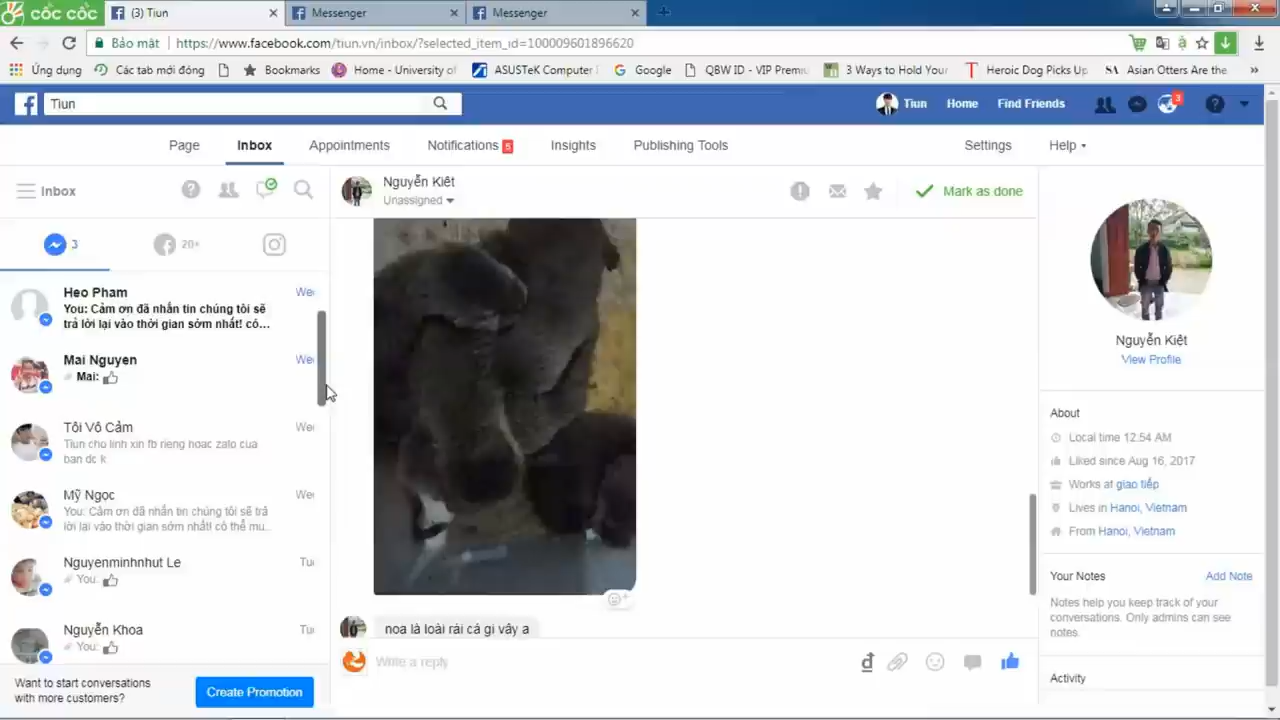 cốc cốc
(3) Tiun
Messenger
Messenger
Bảo mật
https://www.facebook.com/tiun.vn/inbox/?selected_item_id=100009601896620
Ứng dụng
Các tab mới đóng
Bookmarks
Home - University of
ASUSTeK Computer
Google
QBW ID - VIP Premi
3 Ways to Hold Your
Heroic Dog Picks Up
SA Asian Otters Are the
Tiun
Tiun
Home
Find Friends
3
Page
Inbox
Appointments
Notifications 5
Insights
Publishing Tools
Settings
Help
Inbox
Nguyễn Kiệt
Unassigned
Mark as done
3
20+
Heo Pham
Wed
You: Cảm ơn đã nhắn tin chúng tôi sẽ
trả lời lại vào thời gian sớm nhất! có...
Mai Nguyen
Wed
Mai:
Tôi Vô Cảm
Wed
Tiun cho linh xin fb rieng hoac zalo cua
ban dc k
Mỹ Ngọc
Wed
You: Cảm ơn đã nhắn tin chúng tôi sẽ trả
lời lại vào thời gian sớm nhất! có thể mu...
Nguyenminhnhut Le
Tu
You:
Nguyễn Khoa
Tu
You:
Want to start conversations
with more customers?
Create Promotion
noa là loài rái cá gì vậy a
Write a reply
Nguyễn Kiệt
View Profile
About
Local time 12:54 AM
Liked since Aug 16, 2017
Works at giao tiếp
Lives in Hanoi, Vietnam
From Hanoi, Vietnam
Your Notes
Add Note
Notes help you keep track of your
conversations. Only admins can see
notes.
Activity